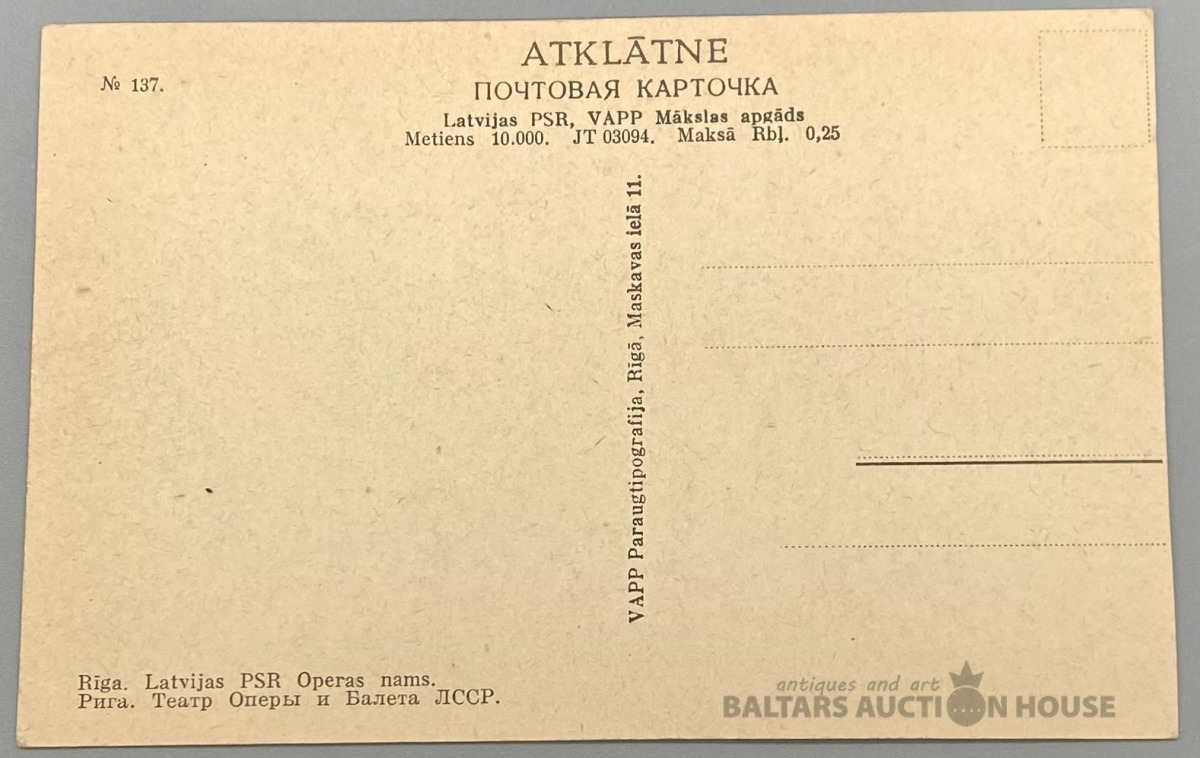 № 137.
ATKLĀTNE
ПОЧТОВАЯ КАРТОЧКА
Latvijas PSR, VAPP Mākslas apgāds
Metiens 10.000. JT 03094. Maksā Rbļ. 0,25
VAPP Paraugtipografija, Rīgā, Maskavas ielā 11.
Rīga. Latvijas PSR Operas nams.
Рига. Театр Оперы и Балета ЛССР.
antiques and art
BALTARS AUCTION HOUSE